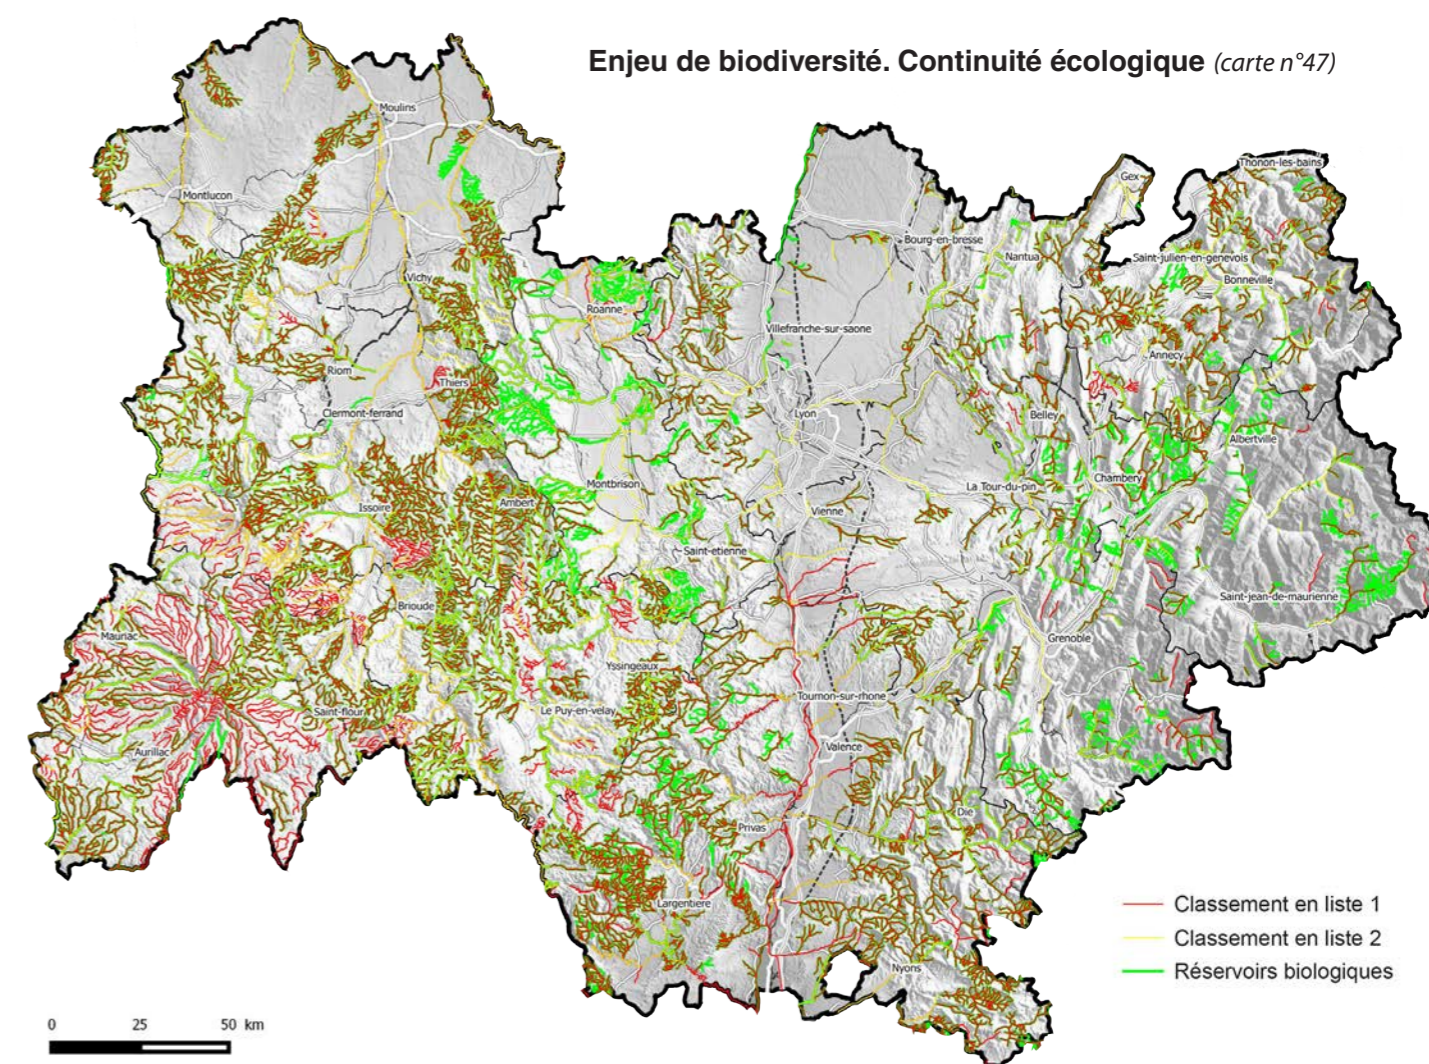 Enjeu de biodiversité. Continuité écologique (carte n°47)
Moulins
Thonon-les-bains
Gex
Montlucon
Bourg-en-bresse
Nantua
Saint-julien-en-genevois
Bonneville
Vichy
Roanne
Villefranche-sur-saone
Annecy
Riom
Thiers
Clermont-ferrand
Lyon
Belley
Albertville
Chambery
Montbrison
La Tour-du-pin
Issoire
Ambert
Vienne
Saint-etienne
Saint-jean-de-maurienne
Brioude
Mauriac
Grenoble
Yssingeaux
Tournon-sur-rhone
Saint-flour
Le Puy-en-velay
Aurillac
Valence
Privas
Die
Largentiere
Nyons
Classement en liste 1
Classement en liste 2
Réservoirs biologiques
0 25 50 km